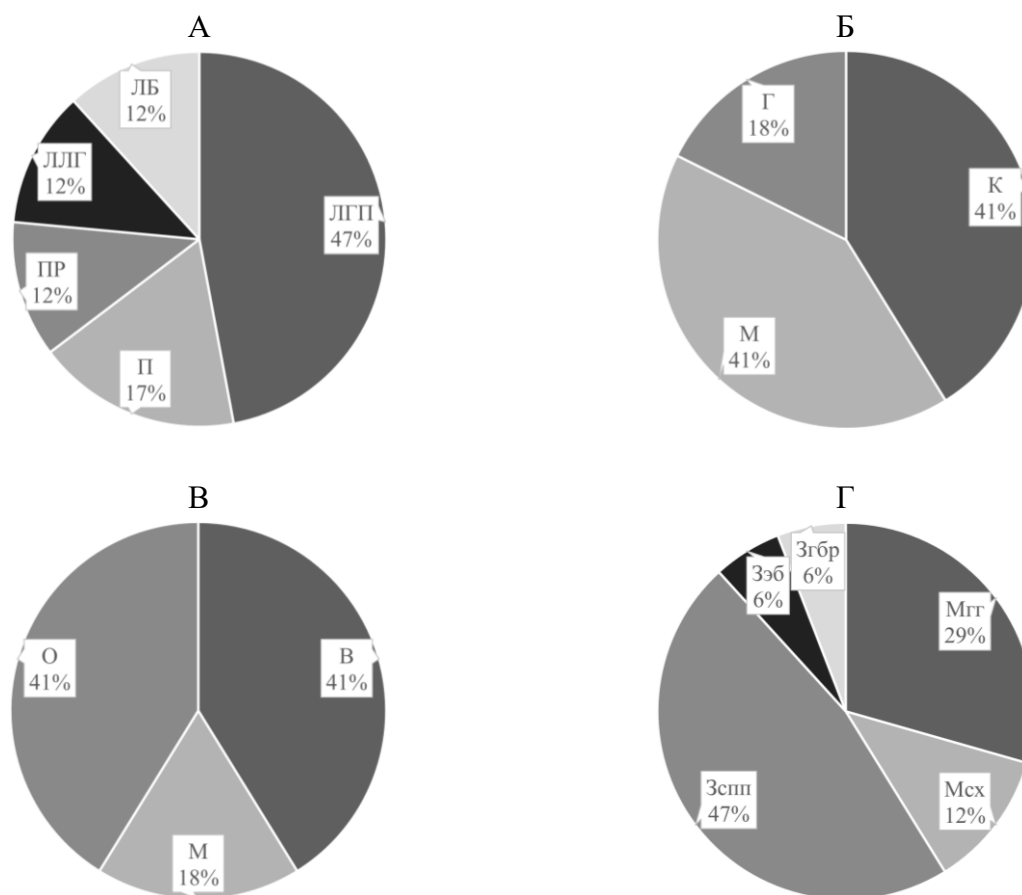 А
ЛБ
12%
ЛЛГ
12%
ПР
12%
П
17%
ЛГП
47%
Б
Г
18%
К
41%
М
41%
В
О
41%
В
41%
М
18%
Г
Згбр
6%
Зэб
6%
Мгг
29%
Зспп
47%
Мсх
12%